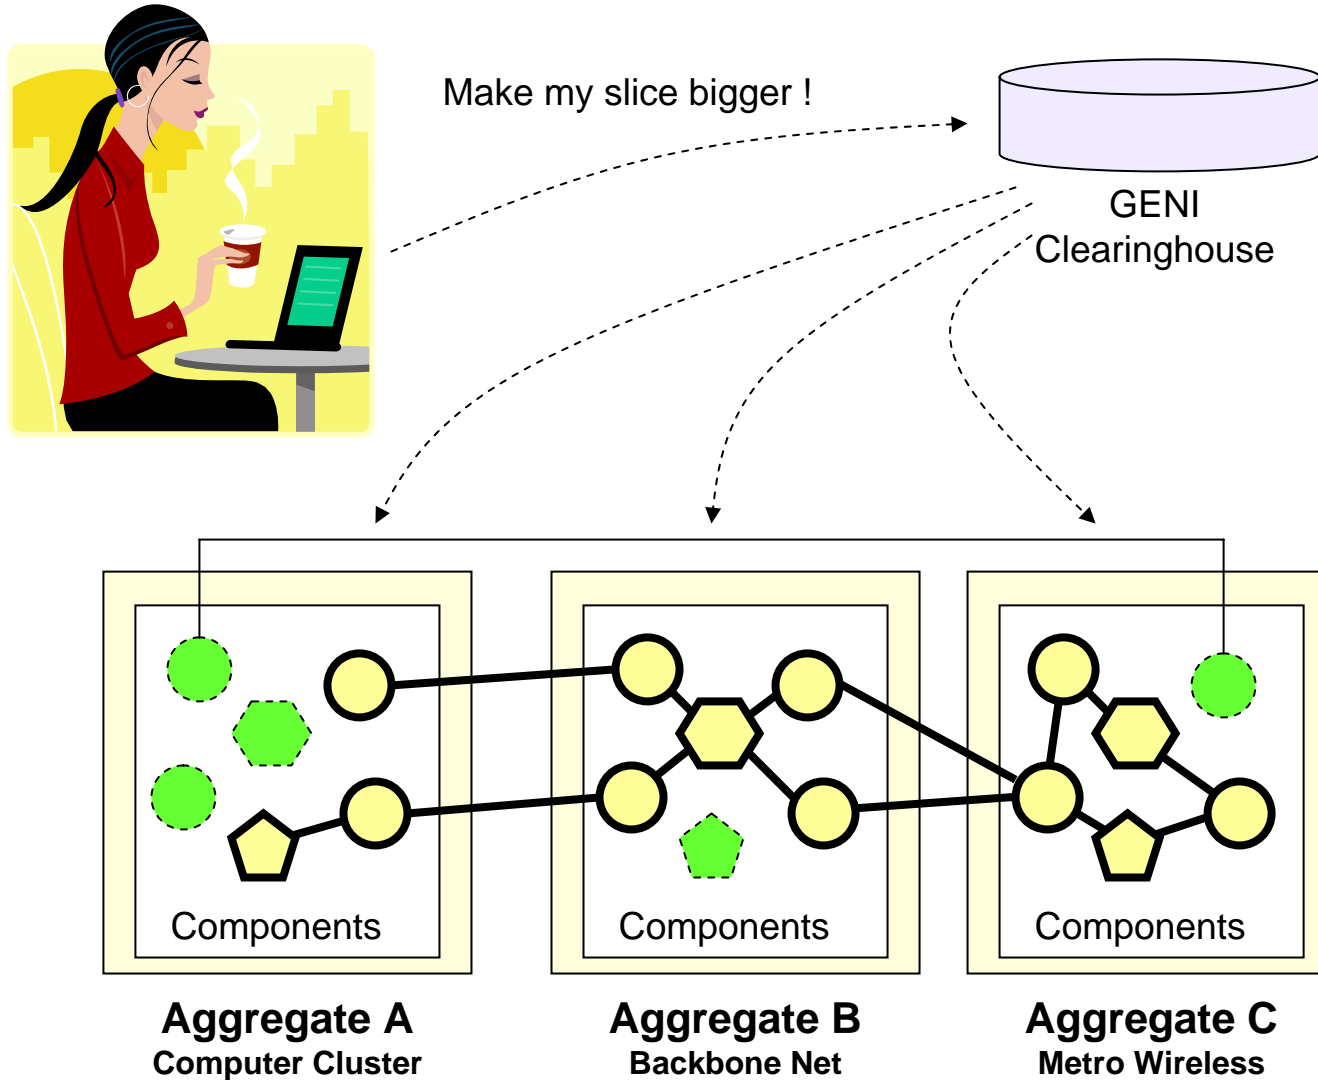 Make my slice bigger !
GENI
Clearinghouse
Components
Components
Components
Aggregate A
Computer Cluster
Aggregate B
Backbone Net
Aggregate C
Metro Wireless